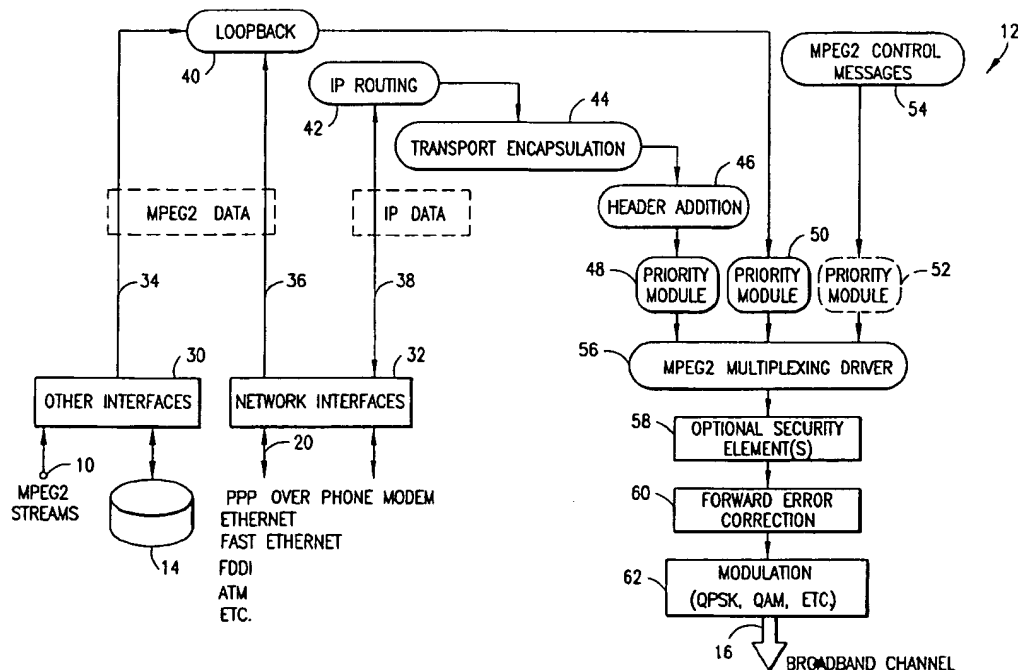 LOOPBACK
40
12
MPEG2 CONTROL
MESSAGES
54
IP ROUTING
42
44
TRANSPORT ENCAPSULATION
46
HEADER ADDITION
MPEG2 DATA
IP DATA
34
36
38
48
PRIORITY
MODULE
50
PRIORITY
MODULE
52
PRIORITY
MODULE
56
MPEG2 MULTIPLEXING DRIVER
30
OTHER INTERFACES
32
NETWORK INTERFACES
58
OPTIONAL SECURITY
ELEMENT(S)
10
MPEG2
STREAMS
14
20
PPP OVER PHONE MODEM
ETHERNET
FAST ETHERNET
FDDI
ATM
ETC.
60
FORWARD ERROR
CORRECTION
62
MODULATION
(QPSK, QAM, ETC.)
16
BROADBAND CHANNEL